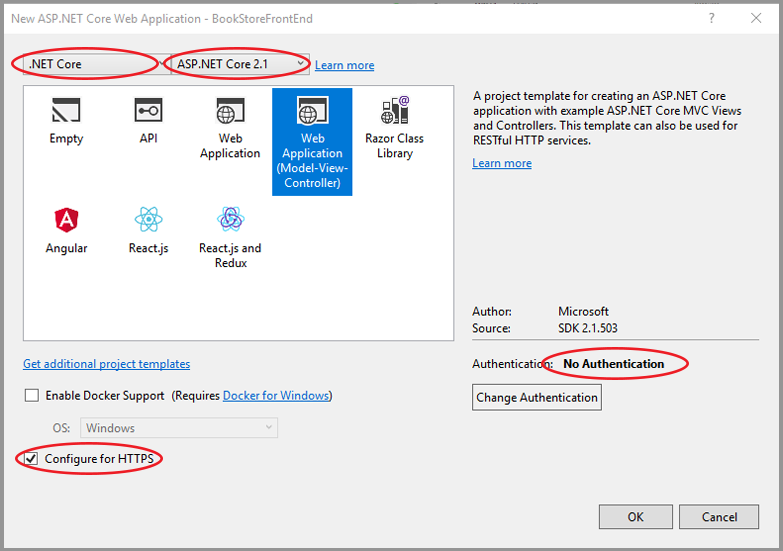 New ASP.NET Core Web Application - BookStoreFrontEnd
.NET Core
ASP.NET Core 2.1
Learn more
Empty
API
Web
Application
Web
Application
(Model-View-
Controller)
Razor Class
Library
Angular
React.js
React.js and
Redux
A project template for creating an ASP.NET Core
application with example ASP.NET Core MVC Views
and Controllers. This template can also be used for
RESTful HTTP services.
Learn more
Author: Microsoft
Source: SDK 2.1.503
Get additional project templates
Authentication: No Authentication
Change Authentication
Enable Docker Support (Requires Docker for Windows)
OS: Windows
Configure for HTTPS
OK
Cancel